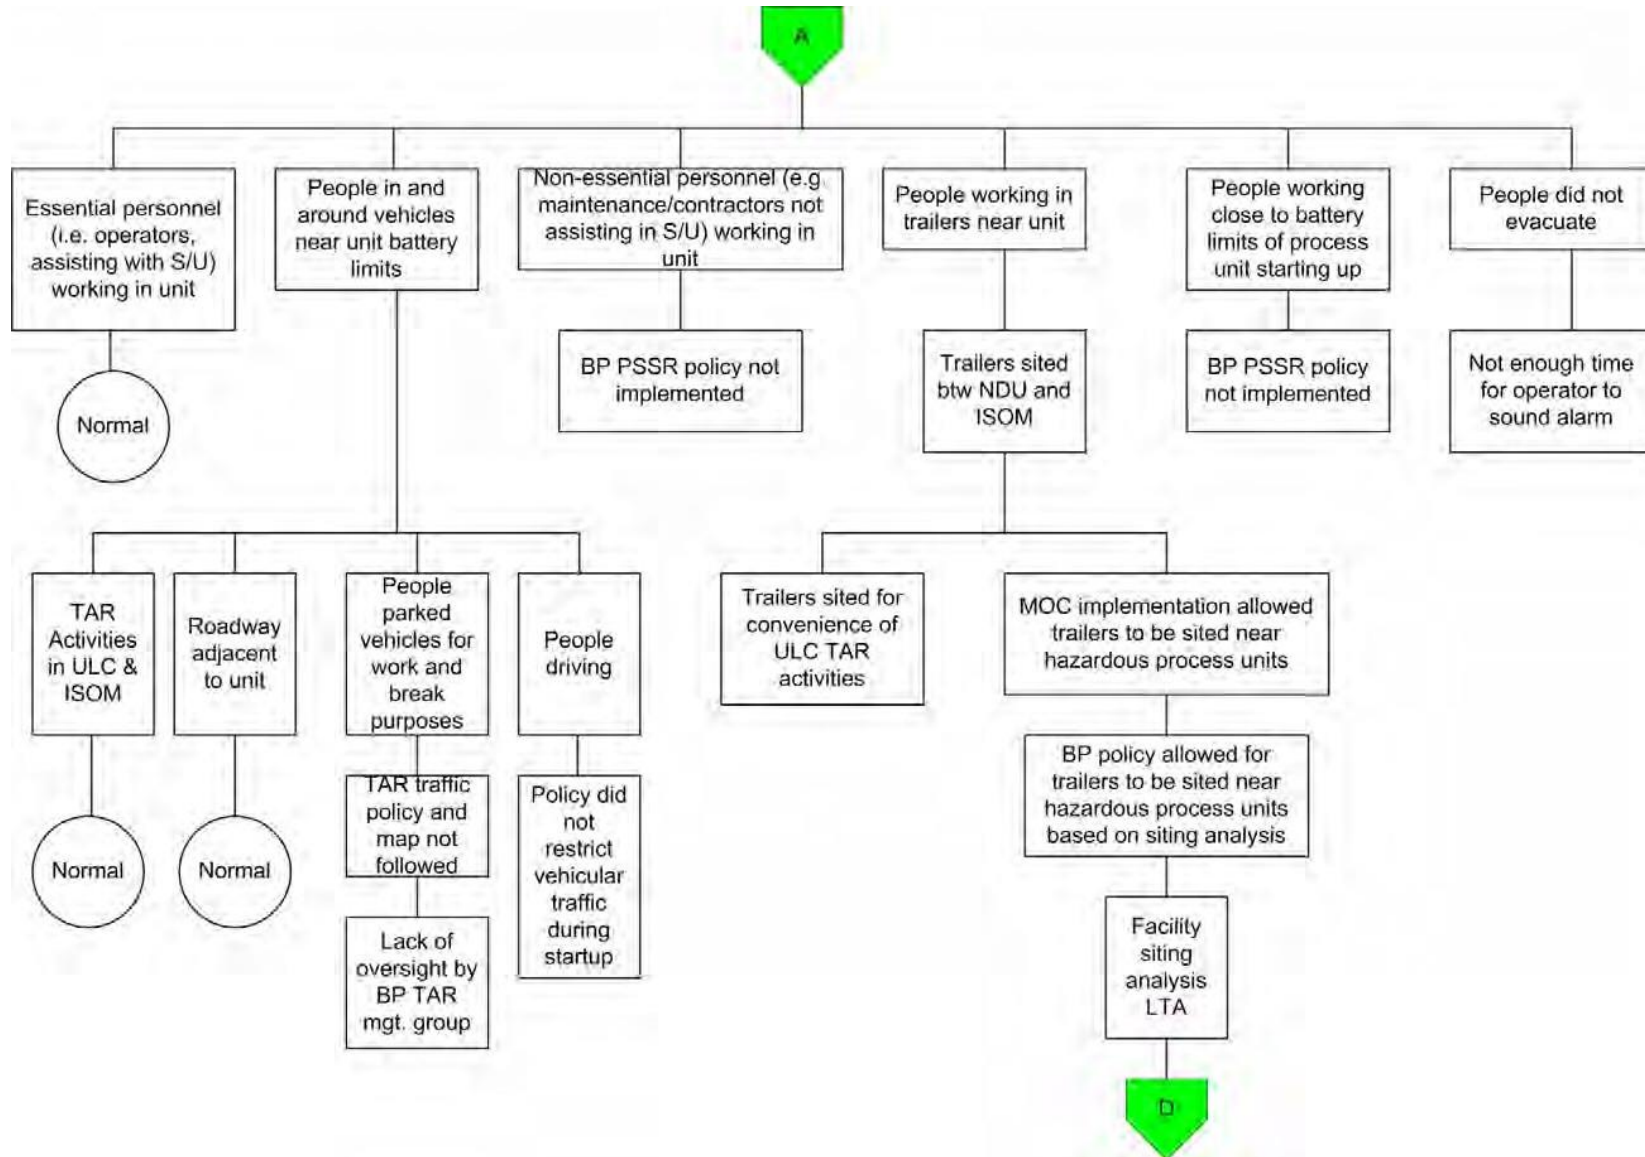 A
Essential personnel
(i.e. operators,
assisting with S/U)
working in unit
People in and
around vehicles
near unit battery
limits
Non-essential personnel (e.g.
maintenance/contractors not
assisting in S/U) working in
unit
People working in
trailers near unit
People working
close to battery
limits of process
unit starting up
People did not
evacuate
Normal
BP PSSR policy not
implemented
Trailers sited
btw NDU and
ISOM
BP PSSR policy
not implemented
Not enough time
for operator to
sound alarm
TAR
Activities
in ULC &
ISOM
Roadway
adjacent
to unit
People
parked
vehicles for
work and
break
purposes
People
driving
Trailers sited for
convenience of
ULC TAR
activities
MOC implementation allowed
trailers to be sited near
hazardous process units
Normal
Normal
TAR traffic
policy and
map not
followed
Policy did
not
restrict
vehicular
traffic
during
startup
BP policy allowed for
trailers to be sited near
hazardous process units
based on siting analysis
Lack of
oversight by
BP TAR
mgt. group
Facility
siting
analysis
LTA
D